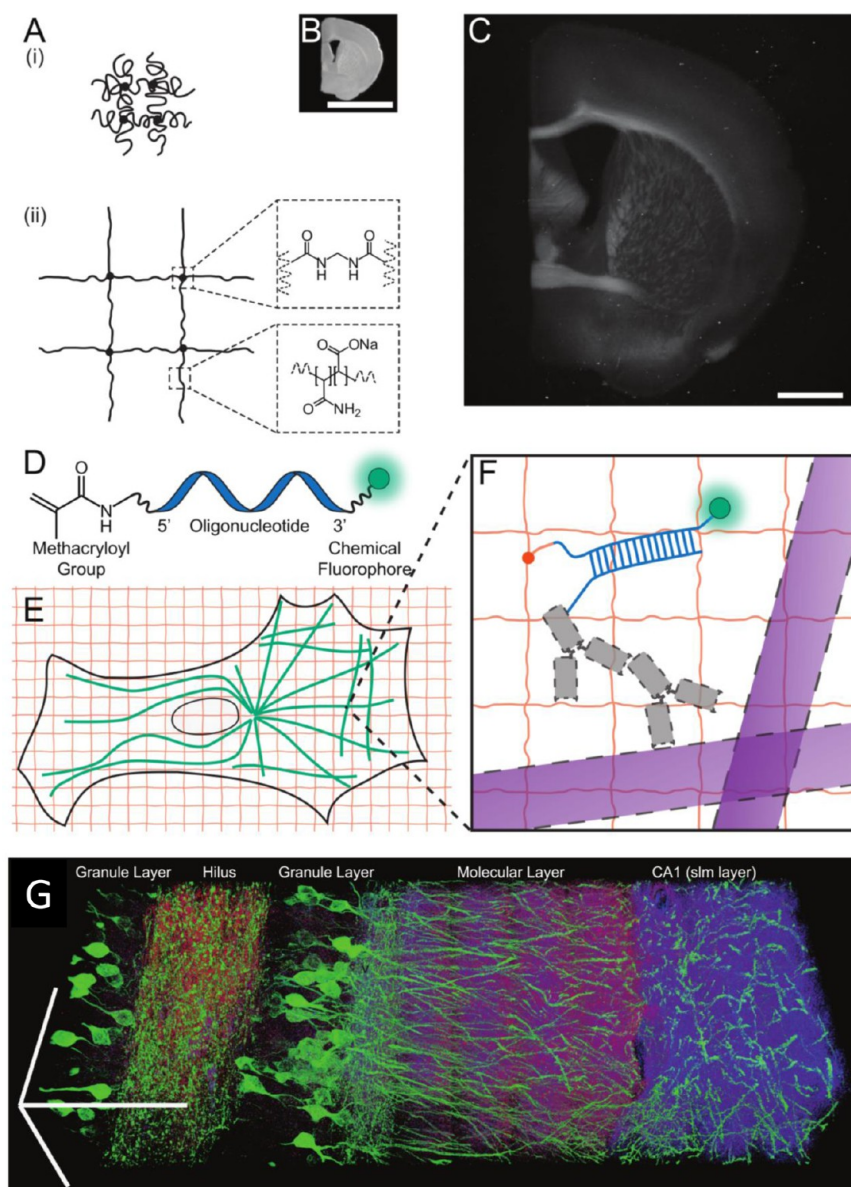 A
(i)
B
C
(ii)
O
O
N
H
N
H
O
ONa
O
NH2
D
O
N
H
5’
Oligonucleotide
3’
Methacryloyl
Group
Chemical
Fluorophore
E
F
G
Granule Layer
Hilus
Granule Layer
Molecular Layer
CA1 (slm layer)